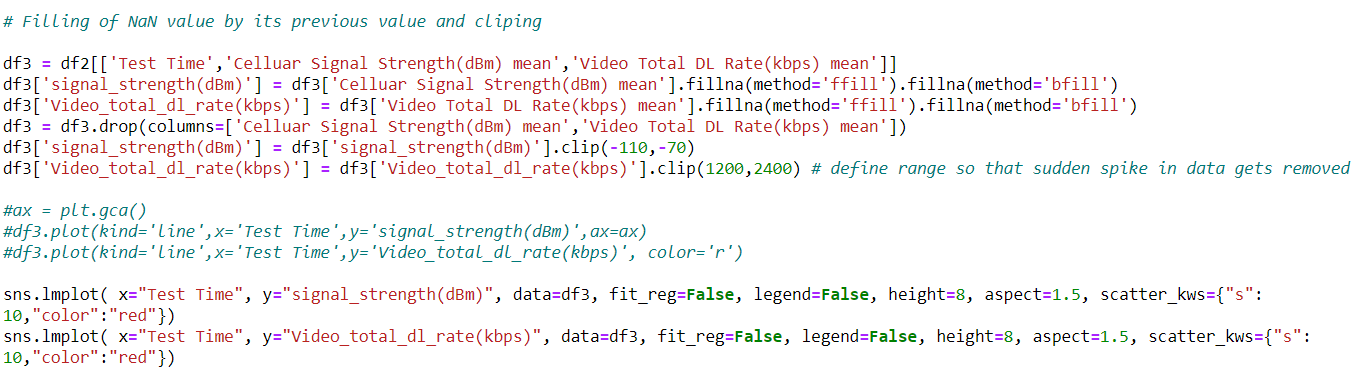 # Filling of NaN value by its previous value and cliping
df3 = df2[['Test Time','Celluar Signal Strength(dBm) mean','Video Total DL Rate(kbps) mean']]
df3['signal_strength(dBm)'] = df3['Celluar Signal Strength(dBm) mean'].fillna(method='ffill').fillna(method='bfill')
df3['Video_total_dl_rate(kbps)'] = df3['Video Total DL Rate(kbps) mean'].fillna(method='ffill').fillna(method='bfill')
df3 = df3.drop(columns=['Celluar Signal Strength(dBm) mean','Video Total DL Rate(kbps) mean'])
df3['signal_strength(dBm)'] = df3['signal_strength(dBm)'].clip(-110,-70)
df3['Video_total_dl_rate(kbps)'] = df3['Video_total_dl_rate(kbps)'].clip(1200,2400) # define range so that sudden spike in data gets removed
#ax = plt.gca()
#df3.plot(kind='line',x='Test Time',y='signal_strength(dBm)',ax=ax)
#df3.plot(kind='line',x='Test Time',y='Video_total_dl_rate(kbps)', color='r')
sns.lmplot( x="Test Time", y="signal_strength(dBm)", data=df3, fit_reg=False, legend=False, height=8, aspect=1.5, scatter_kws={"s":
10,"color":"red"})
sns.lmplot( x="Test Time", y="Video_total_dl_rate(kbps)", data=df3, fit_reg=False, legend=False, height=8, aspect=1.5, scatter_kws={"s":
10,"color":"red"})